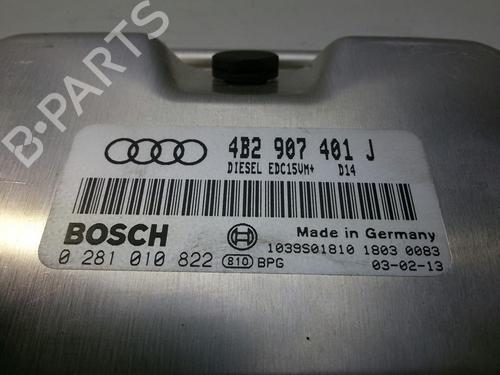 B-PARTS
4B2 907 401 J
DIESEL EDC15VM+ D14
BOSCH
Made in Germany
1039S01810 1803 0083
0 281 010 822 810 BPG 03-02-13